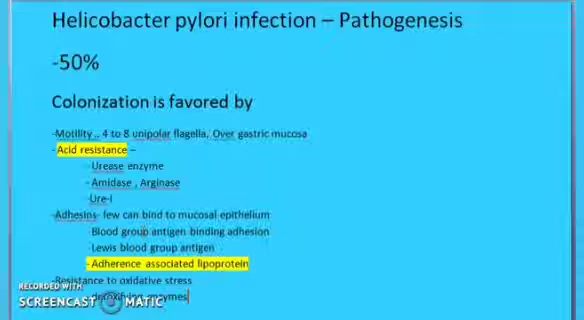 Helicobacter pylori infection – Pathogenesis
-50%
Colonization is favored by
-Motility .. 4 to 8 unipolar flagella, Over gastric mucosa
- Acid resistance –
- Urease enzyme
- Amidase , Arginase
-Ure-I
-Adhesins- few can bind to mucosal epithelium
-Blood group antigen binding adhesion
-Lewis blood group antigen
- Adherence associated lipoprotein
-Resistance to oxidative stress
- detoxifying enzymes
RECORDED WITH
SCREENCAST MATIC